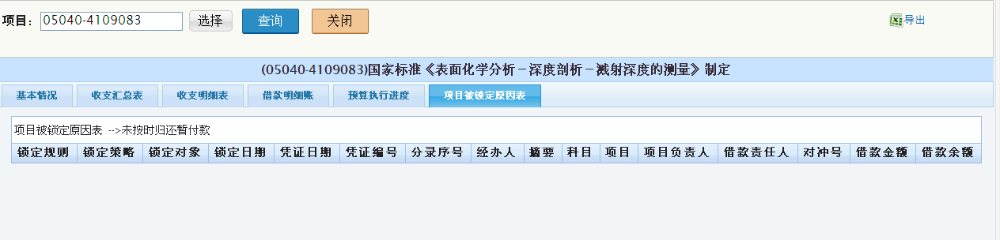 项目： 05040-4109083 选择 查询 关闭 导出
(05040-4109083)国家标准《表面化学分析－深度剖析－溅射深度的测量》制定
基本情况 收支汇总表 收支明细表 借款明细账 预算执行进度 项目被锁定原因表
项目被锁定原因表 -->未按时归还暂付款
锁定规则 锁定策略 锁定对象 锁定日期 凭证日期 凭证编号 分录序号 经办人 摘要 科目 项目 项目负责人 借款责任人 对冲号 借款金额 借款余额